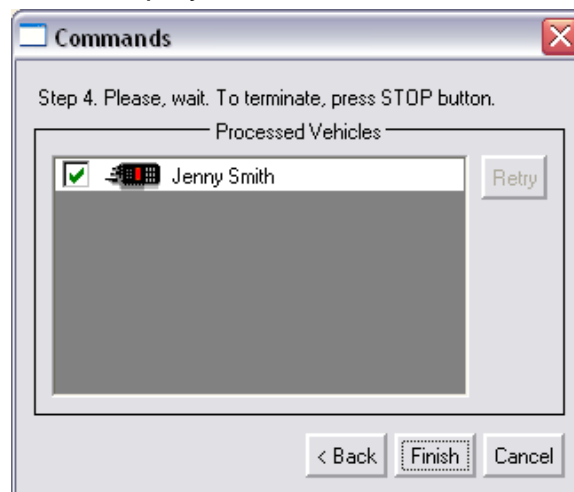 Commands
Step 4. Please, wait. To terminate, press STOP button.
Processed Vehicles
Jenny Smith
Retry
< Back
Finish
Cancel